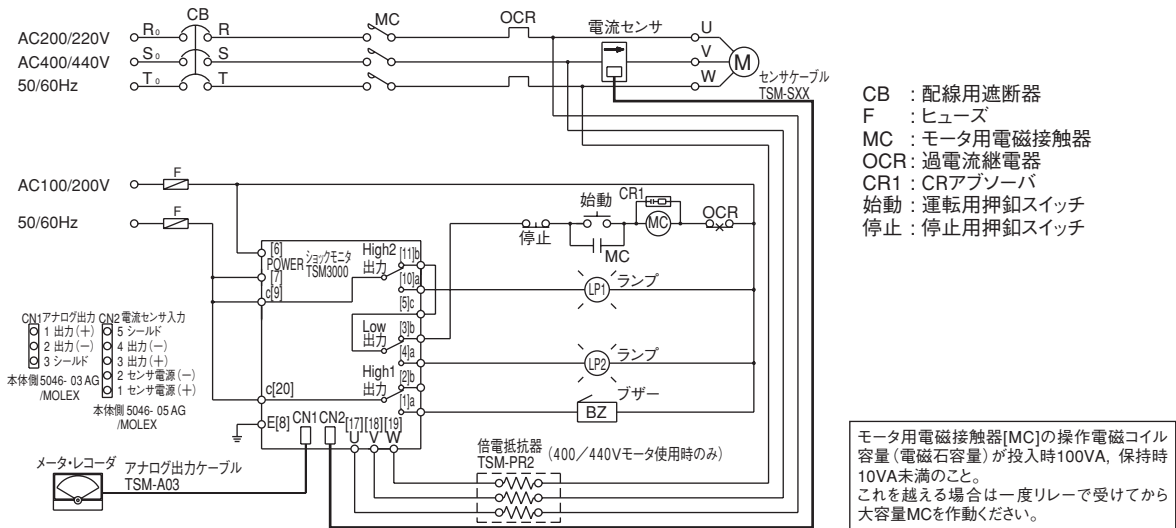 CB MC OCR 電流センサ U
AC200/220V R₀ R
AC400/440V S₀ S V M
50/60Hz T₀ T W
センサケーブル
TSM-SXX
CB : 配線用遮断器
F : ヒューズ
MC : モータ用電磁接触器
OCR : 過電流継電器
CR1 : CRアブソーバ
始動 : 運転用押釦スイッチ
停止 : 停止用押釦スイッチ
F
AC100/200V
F
50/60Hz
始動 CR1 OCR
停止 MC MC
[6]
POWER ショックモニタ
TSM3000
[7]
c[9]
High2
出力
[11]b
[10]a
[5]c
LP1 ランプ
Low
出力
[3]b
[4]a
LP2 ランプ
High1
出力
[2]b
[1]a
c[20]
ブザー
BZ
E[8] CN1 CN2 [17] [18] [19]
U V W
CN1アナログ出力
1 出力(+)
2 出力(−)
3 シールド
本体側5046-03AG
/MOLEX
CN2 電流センサ入力
5 シールド
4 出力(−)
3 出力(+)
2 センサ電源(−)
1 センサ電源(+)
本体側5046-05AG
/MOLEX
メータ・レコーダ
アナログ出力ケーブル
TSM-A03
倍電抵抗器
TSM-PR2
(400/440Vモータ使用時のみ)
モータ用電磁接触器[MC]の操作電磁コイル
容量(電磁石容量)が投入時100VA, 保持時
10VA未満のこと。
これを越える場合は一度リレーで受けてから
大容量MCを作動ください。